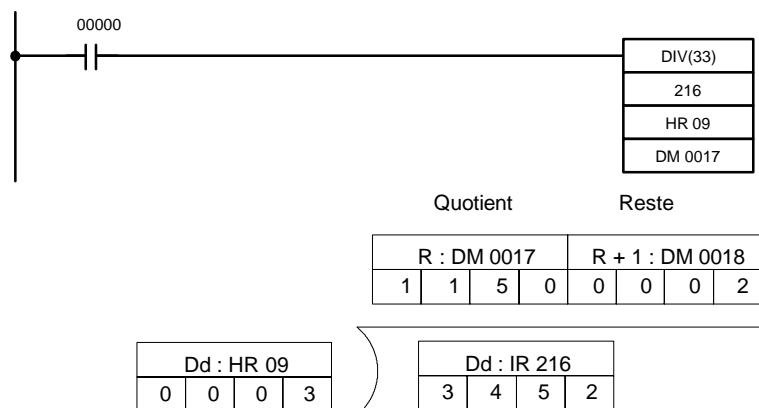 00000
DIV(33)
216
HR 09
DM 0017
Quotient Reste
R : DM 0017 R + 1 : DM 0018
1 1 5 0 0 0 0 2
Dd : HR 09 Dd : IR 216
0 0 0 3 3 4 5 2